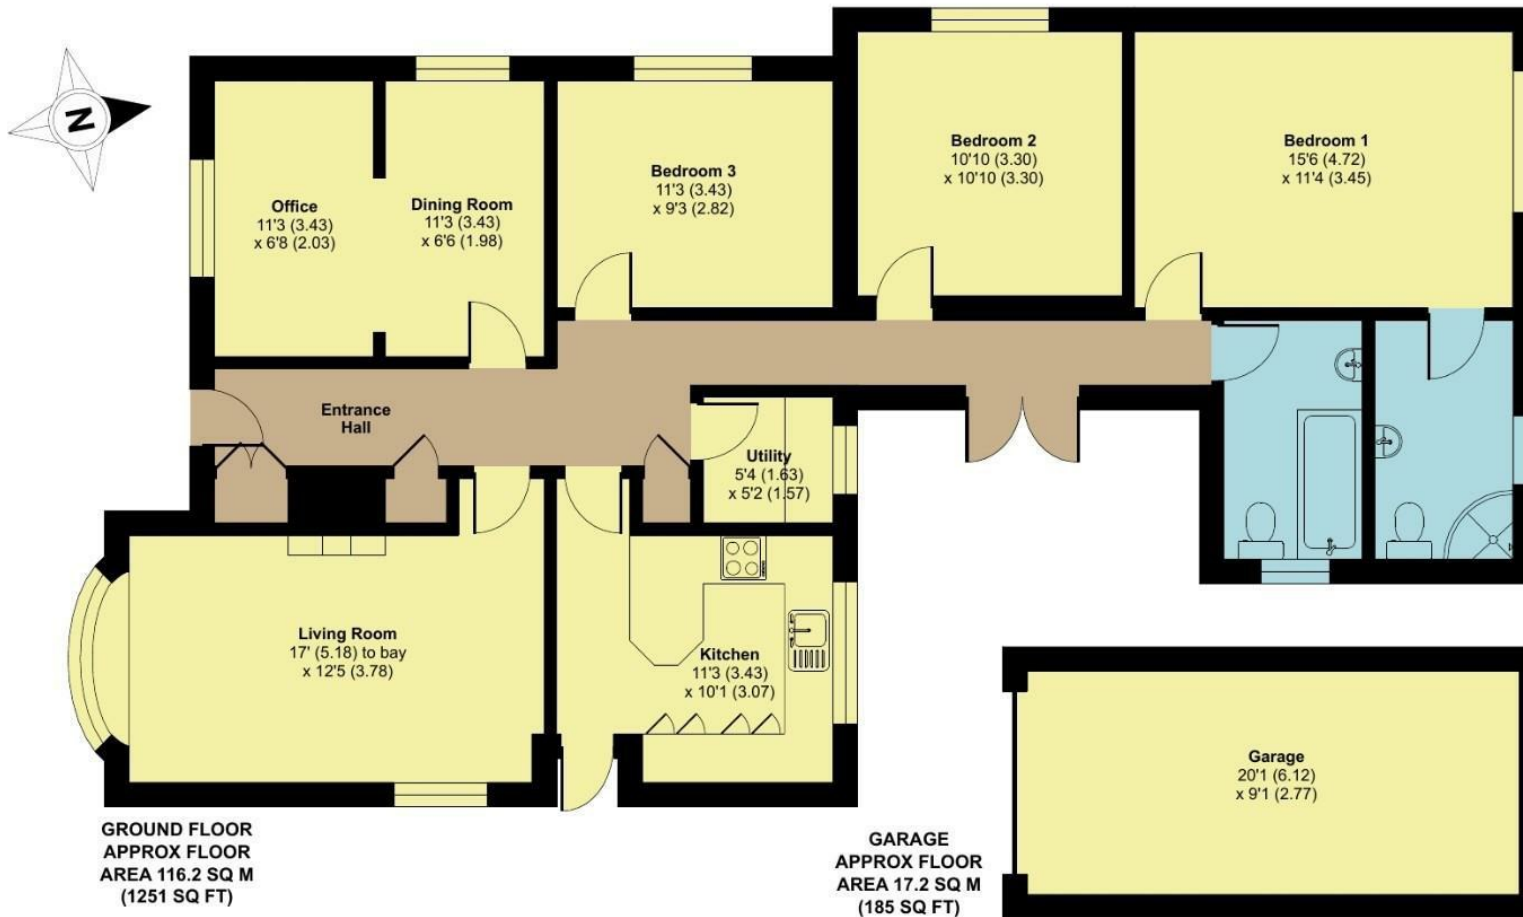 N
Office
11'3 (3.43)
x 6'8 (2.03)
Dining Room
11'3 (3.43)
x 6'6 (1.98)
Bedroom 3
11'3 (3.43)
x 9'3 (2.82)
Bedroom 2
10'10 (3.30)
x 10'10 (3.30)
Bedroom 1
15'6 (4.72)
x 11'4 (3.45)
Entrance
Hall
Utility
5'4 (1.63)
x 5'2 (1.57)
Living Room
17' (5.18) to bay
x 12'5 (3.78)
Kitchen
11'3 (3.43)
x 10'1 (3.07)
Garage
20'1 (6.12)
x 9'1 (2.77)
GROUND FLOOR
APPROX FLOOR
AREA 116.2 SQ M
(1251 SQ FT)
GARAGE
APPROX FLOOR
AREA 17.2 SQ M
(185 SQ FT)